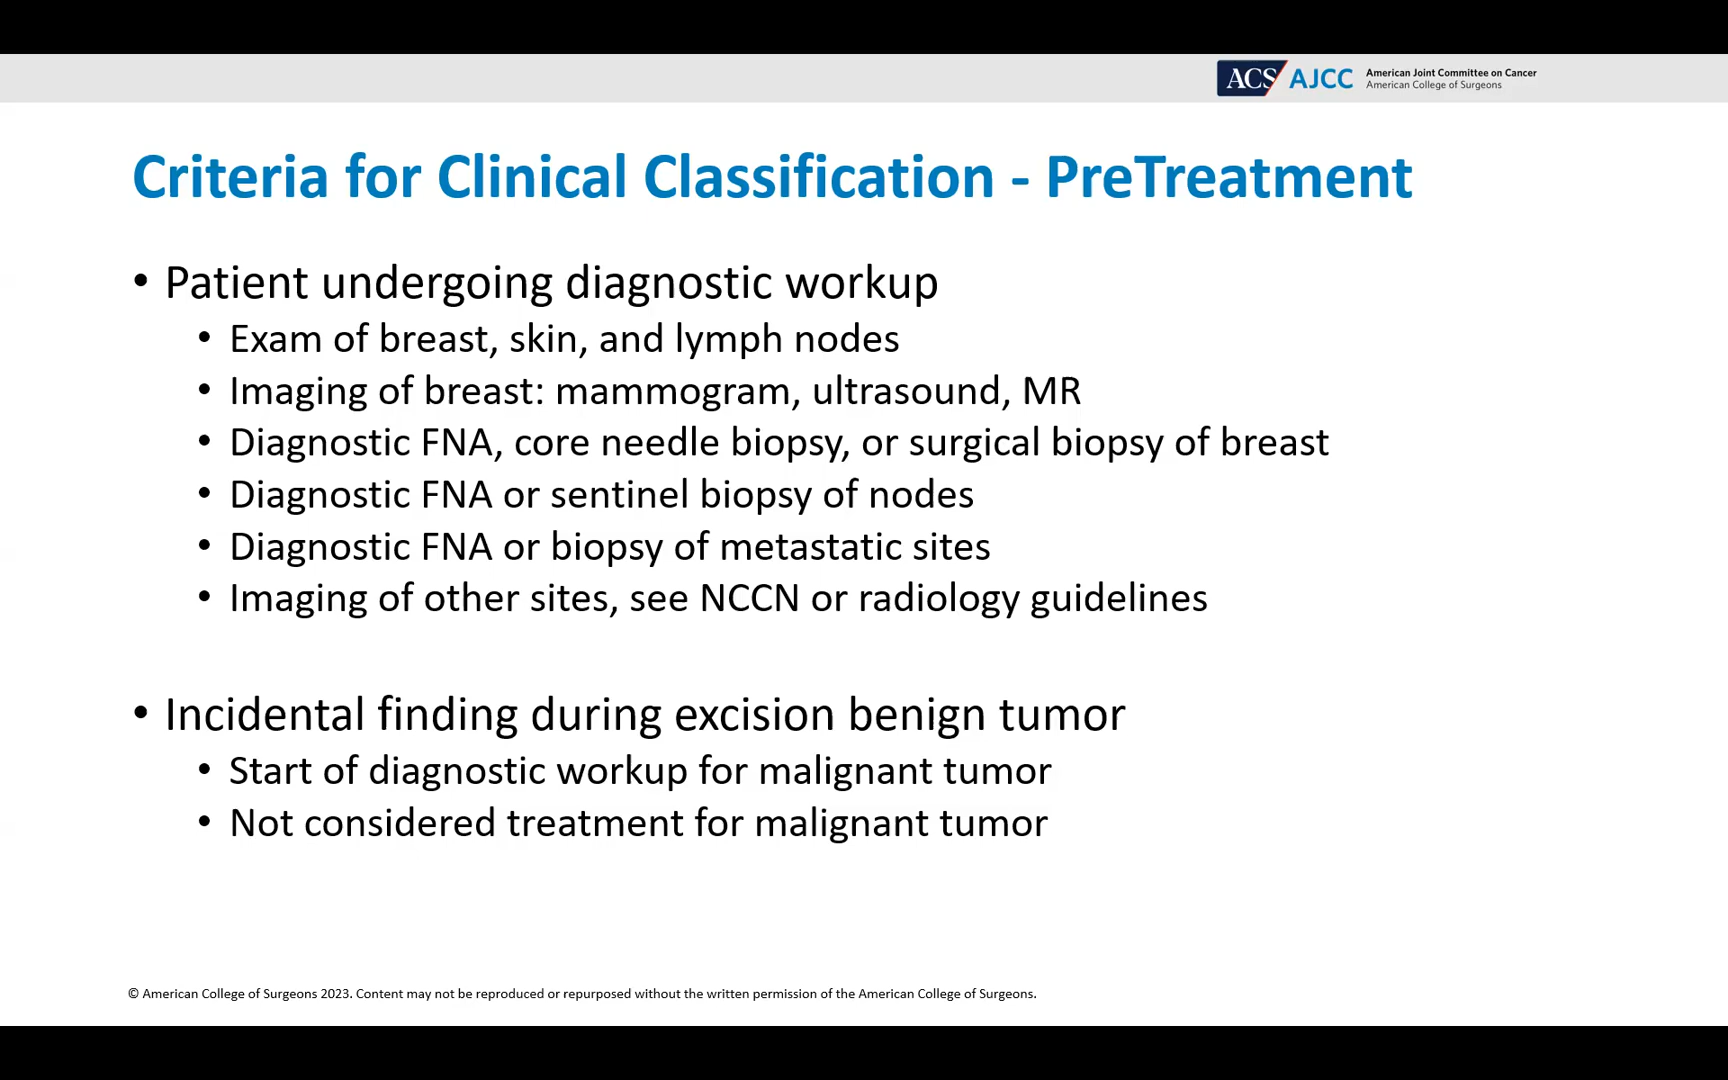 ACS AJCC American Joint Committee on Cancer
American College of Surgeons
Criteria for Clinical Classification - PreTreatment
• Patient undergoing diagnostic workup
• Exam of breast, skin, and lymph nodes
• Imaging of breast: mammogram, ultrasound, MR
• Diagnostic FNA, core needle biopsy, or surgical biopsy of breast
• Diagnostic FNA or sentinel biopsy of nodes
• Diagnostic FNA or biopsy of metastatic sites
• Imaging of other sites, see NCCN or radiology guidelines
• Incidental finding during excision benign tumor
• Start of diagnostic workup for malignant tumor
• Not considered treatment for malignant tumor
© American College of Surgeons 2023. Content may not be reproduced or repurposed without the written permission of the American College of Surgeons.